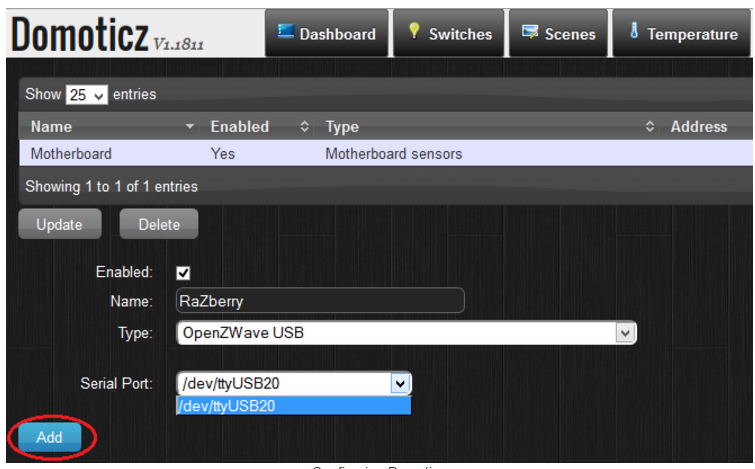 Domoticz V1.1811 Dashboard Switches Scenes Temperature
Show 25 entries
Name Enabled Type Address
Motherboard Yes Motherboard sensors
Showing 1 to 1 of 1 entries
Update Delete
Enabled:
Name: RaZberry
Type: OpenZWave USB
Serial Port: /dev/ttyUSB20
/dev/ttyUSB20
Add